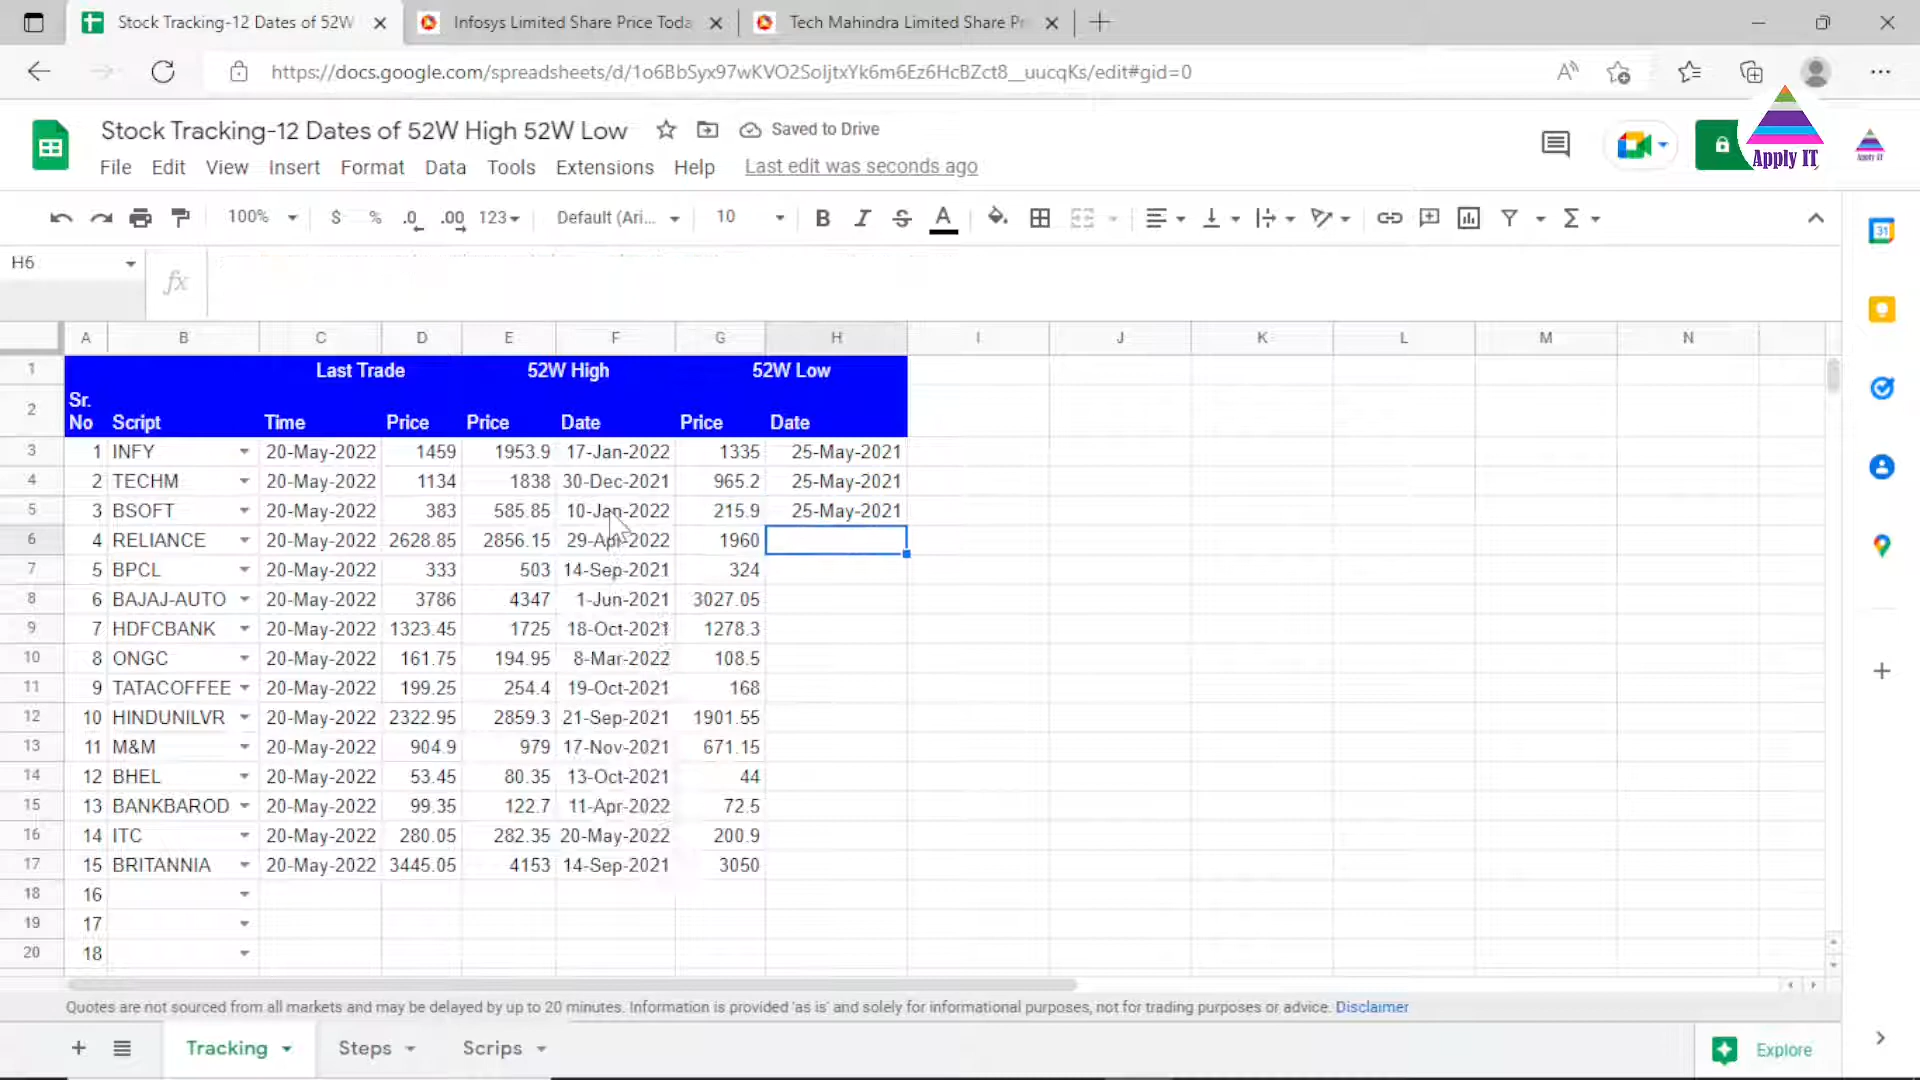 Stock Tracking-12 Dates of 52W
Infosys Limited Share Price Toda
Tech Mahindra Limited Share Pr
https://docs.google.com/spreadsheets/d/1o6BbSyx97wKVO2SoIjtxYk6m6Ez6HcBZct8__uucqKs/edit#gid=0
Stock Tracking-12 Dates of 52W High 52W Low
Saved to Drive
File Edit View Insert Format Data Tools Extensions Help Last edit was seconds ago
Apply IT
100% $ % .0 .00 123 Default (Ari... 10 B I S A
H6 fx
A B C D E F G H I J K L M N
1 Last Trade 52W High 52W Low
2 Sr. No Script Time Price Price Date Price Date
3 1 INFY 20-May-2022 1459 1953.9 17-Jan-2022 1335 25-May-2021
4 2 TECHM 20-May-2022 1134 1838 30-Dec-2021 965.2 25-May-2021
5 3 BSOFT 20-May-2022 383 585.85 10-Jan-2022 215.9 25-May-2021
6 4 RELIANCE 20-May-2022 2628.85 2856.15 29-Apr-2022 1960
7 5 BPCL 20-May-2022 333 503 14-Sep-2021 324
8 6 BAJAJ-AUTO 20-May-2022 3786 4347 1-Jun-2021 3027.05
9 7 HDFCBANK 20-May-2022 1323.45 1725 18-Oct-2021 1278.3
10 8 ONGC 20-May-2022 161.75 194.95 8-Mar-2022 108.5
11 9 TATACOFFEE 20-May-2022 199.25 254.4 19-Oct-2021 168
12 10 HINDUNILVR 20-May-2022 2322.95 2859.3 21-Sep-2021 1901.55
13 11 M&M 20-May-2022 904.9 979 17-Nov-2021 671.15
14 12 BHEL 20-May-2022 53.45 80.35 13-Oct-2021 44
15 13 BANKBAROD 20-May-2022 99.35 122.7 11-Apr-2022 72.5
16 14 ITC 20-May-2022 280.05 282.35 20-May-2022 200.9
17 15 BRITANNIA 20-May-2022 3445.05 4153 14-Sep-2021 3050
18 16
19 17
20 18
Quotes are not sourced from all markets and may be delayed by up to 20 minutes. Information is provided 'as is' and solely for informational purposes, not for trading purposes or advice. Disclaimer
Tracking Steps Scrips Explore